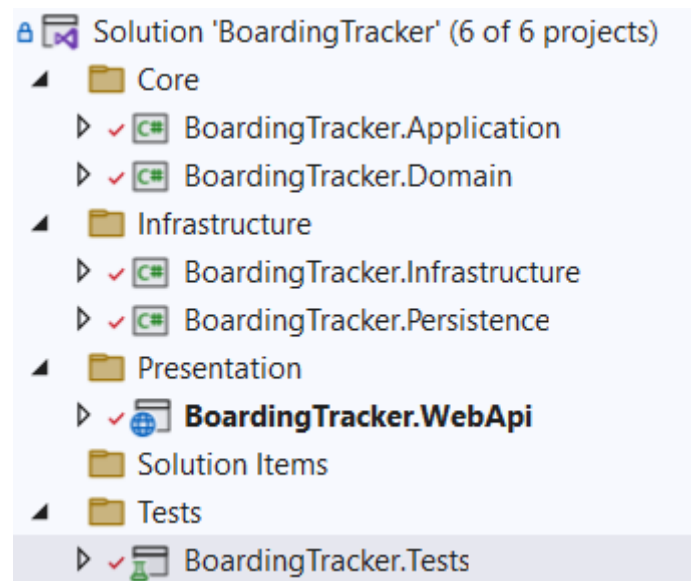 Solution 'BoardingTracker' (6 of 6 projects)
Core
C# BoardingTracker.Application
C# BoardingTracker.Domain
Infrastructure
C# BoardingTracker.Infrastructure
C# BoardingTracker.Persistence
Presentation
BoardingTracker.WebApi
Solution Items
Tests
BoardingTracker.Tests